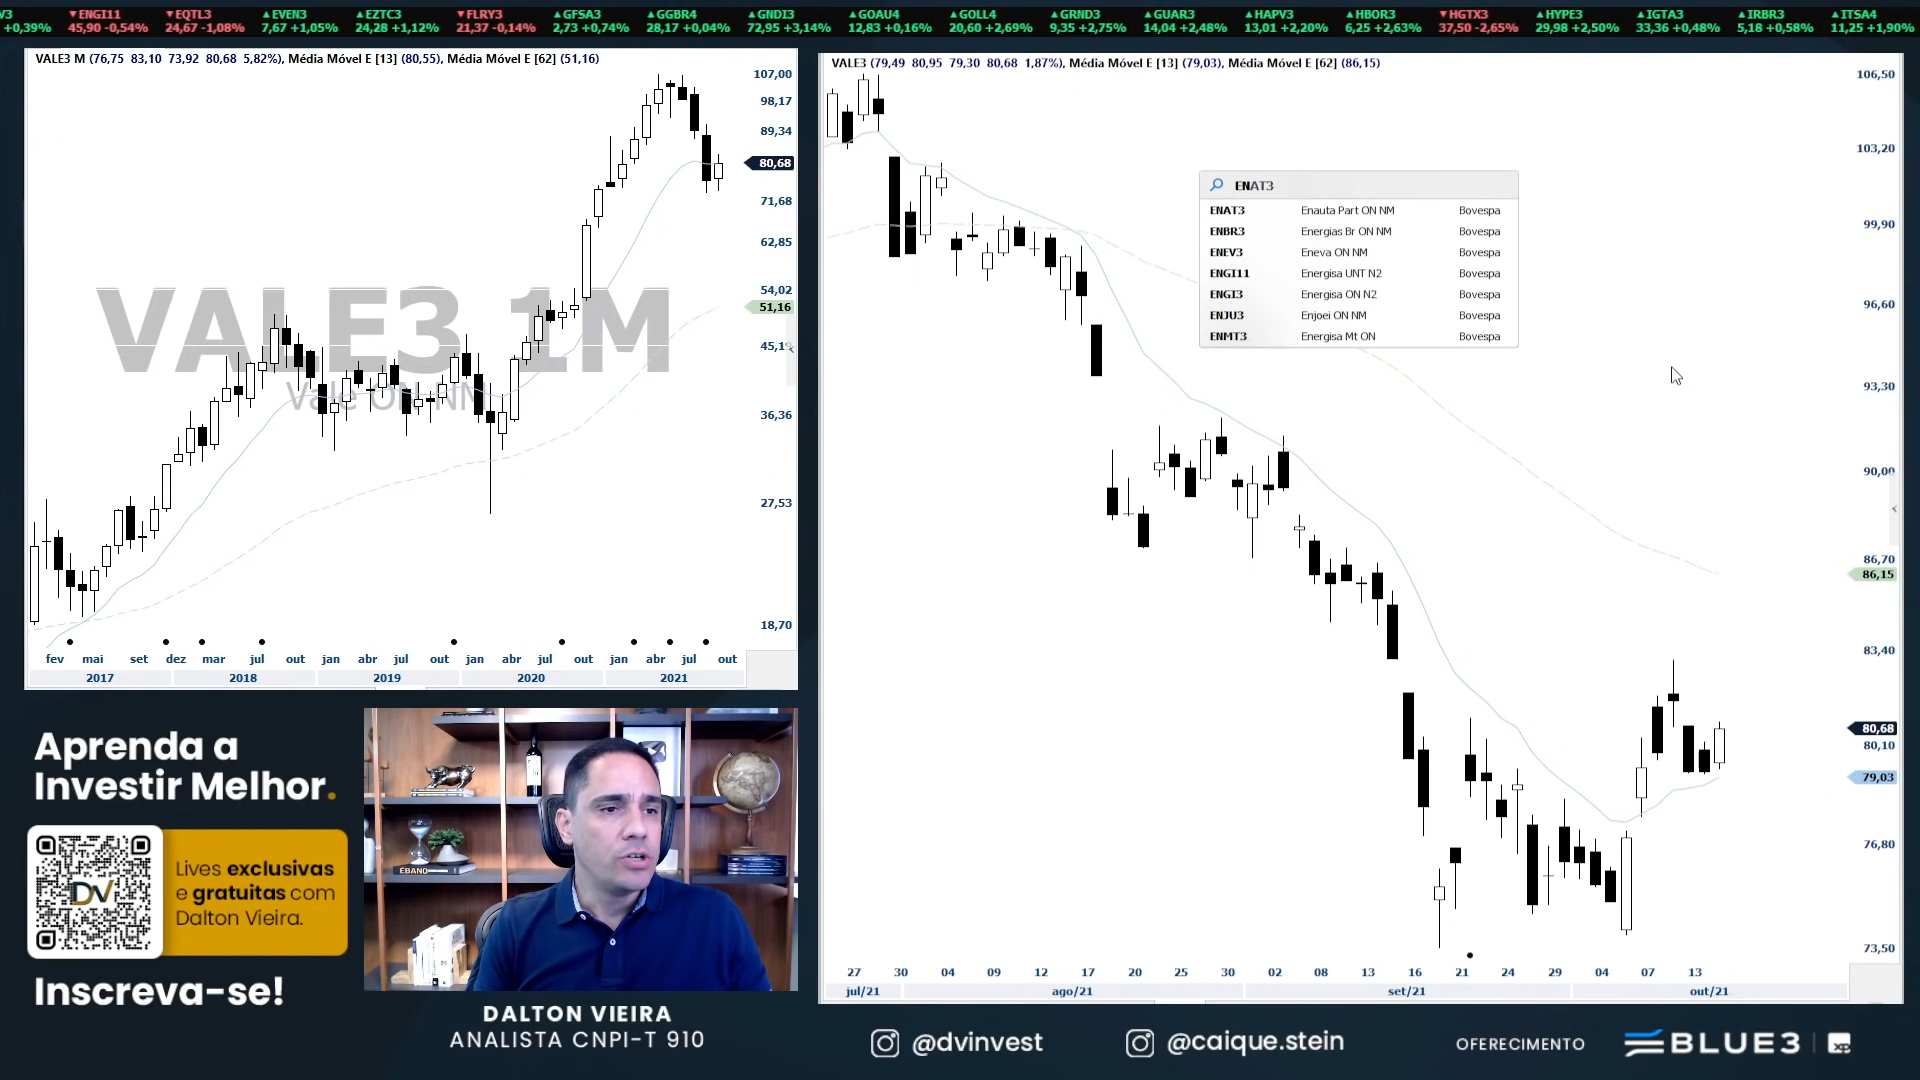 V3 ▼ENGI11 ▼EQTL3 ▲EVEN3 ▲EZTC3 ▼FLRY3 ▲GFSA3 ▲GGBR4 ▲GNDI3 ▲GOAU4 ▲GOLL4 ▲GRND3 ▲GUAR3 ▲HAPV3 ▲HBOR3 ▼HGTX3 ▲HYPE3 ▲IGTA3 ▲IRBR3 ▲ITSA4
+0,39% 45,90 -0,54% 24,67 -1,08% 7,67 +1,05% 24,28 +1,12% 21,37 -0,14% 2,73 +0,74% 28,17 +0,04% 72,95 +3,14% 12,83 +0,16% 20,60 +2,69% 9,35 +2,75% 14,04 +2,48% 13,01 +2,20% 6,25 +2,63% 37,50 -2,65% 29,98 +2,50% 33,36 +0,48% 5,18 +0,58% 11,25 +1,90%
VALE3 M (76,75 83,10 73,92 80,68 5,82%), Média Móvel E [13] (80,55), Média Móvel E [62] (51,16)
107,00
98,17
89,34
80,68
71,68
62,85
54,02
51,16
45,1
36,36
27,53
18,70
VALE3 1M
Vale ON NM
fev mai set dez mar jul out jan abr jul out jan abr jul out jan abr jul out
2017 2018 2019 2020 2021
VALE3 (79,49 80,95 79,30 80,68 1,87%), Média Móvel E [13] (79,03), Média Móvel E [62] (86,15)
106,50
103,20
99,90
96,60
93,30
90,00
86,70
86,15
83,40
80,68
80,10
79,03
76,80
73,50
ENAT3
ENAT3 Enauta Part ON NM Bovespa
ENBR3 Energias Br ON NM Bovespa
ENEV3 Eneva ON NM Bovespa
ENGI11 Energisa UNT N2 Bovespa
ENGI3 Energisa ON N2 Bovespa
ENJU3 Enjoei ON NM Bovespa
ENMT3 Energisa Mt ON Bovespa
27 30 04 09 12 17 20 25 30 02 08 13 16 21 24 29 04 07 13
jul/21 ago/21 set/21 out/21
Aprenda a
Investir Melhor.
DV
Lives exclusivas
e gratuitas com
Dalton Vieira.
Inscreva-se!
ÉBANO
DALTON VIEIRA
ANALISTA CNPI-T 910
@dvinvest
@caique.stein
OFERECIMENTO
BLUE3
xp